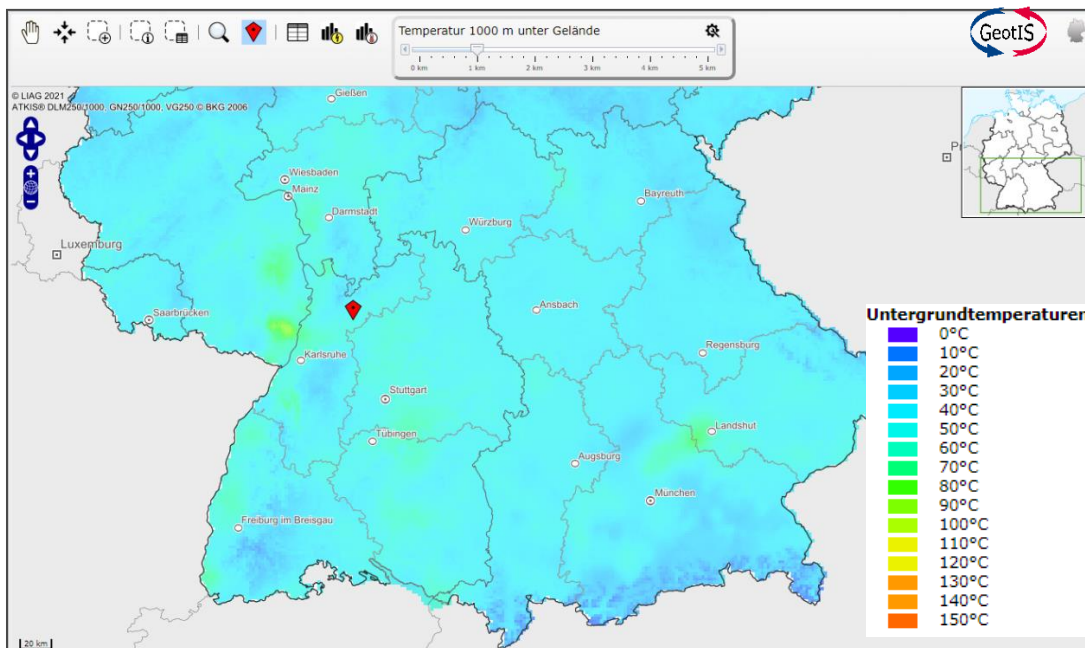 Temperatur 1000 m unter Gelände
0 km 1 km 2 km 3 km 4 km 5 km
GeotIS
© LIAG 2021
ATKIS® DLM250/1000, GN250/1000, VG250 © BKG 2006
Gießen
Wiesbaden
Mainz
Darmstadt
Würzburg
Bayreuth
Luxemburg
Saarbrücken
Ansbach
Karlsruhe
Regensburg
Stuttgart
Tübingen
Landshut
Augsburg
München
Freiburg im Breisgau
20 km
Untergrundtemperaturen
0°C
10°C
20°C
30°C
40°C
50°C
60°C
70°C
80°C
90°C
100°C
110°C
120°C
130°C
140°C
150°C